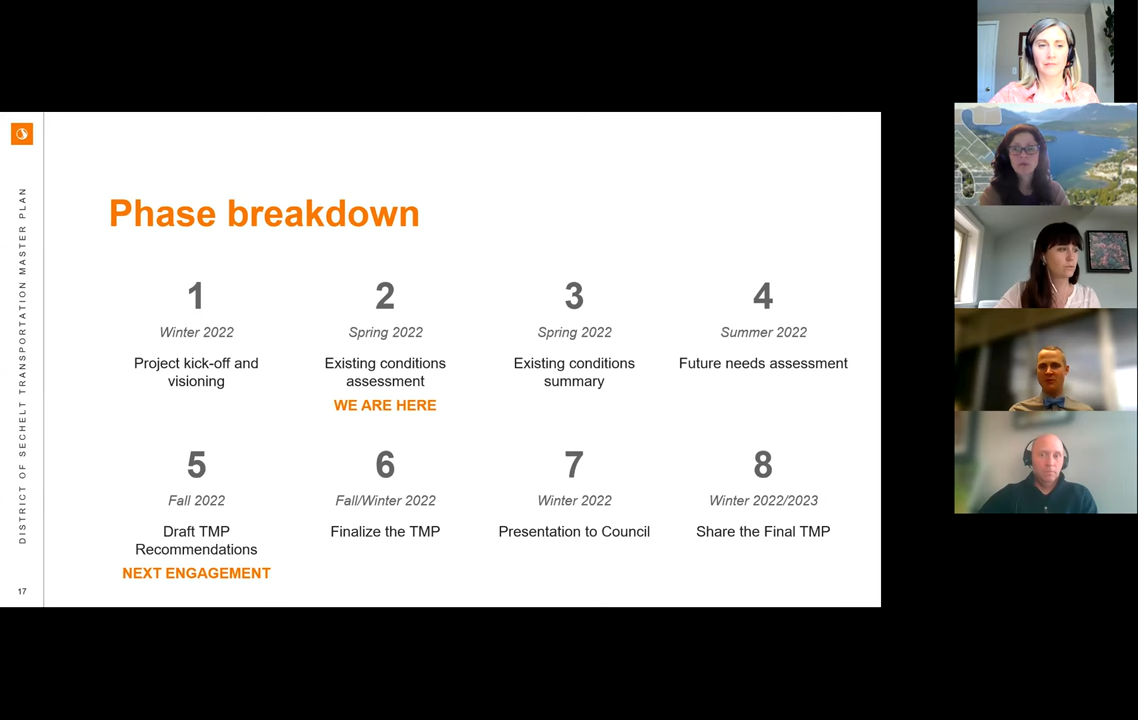 DISTRICT OF SECHELT TRANSPORTATION MASTER PLAN
Phase breakdown
1
Winter 2022
Project kick-off and
visioning
2
Spring 2022
Existing conditions
assessment
WE ARE HERE
3
Spring 2022
Existing conditions
summary
4
Summer 2022
Future needs assessment
5
Fall 2022
Draft TMP
Recommendations
NEXT ENGAGEMENT
6
Fall/Winter 2022
Finalize the TMP
7
Winter 2022
Presentation to Council
8
Winter 2022/2023
Share the Final TMP
17